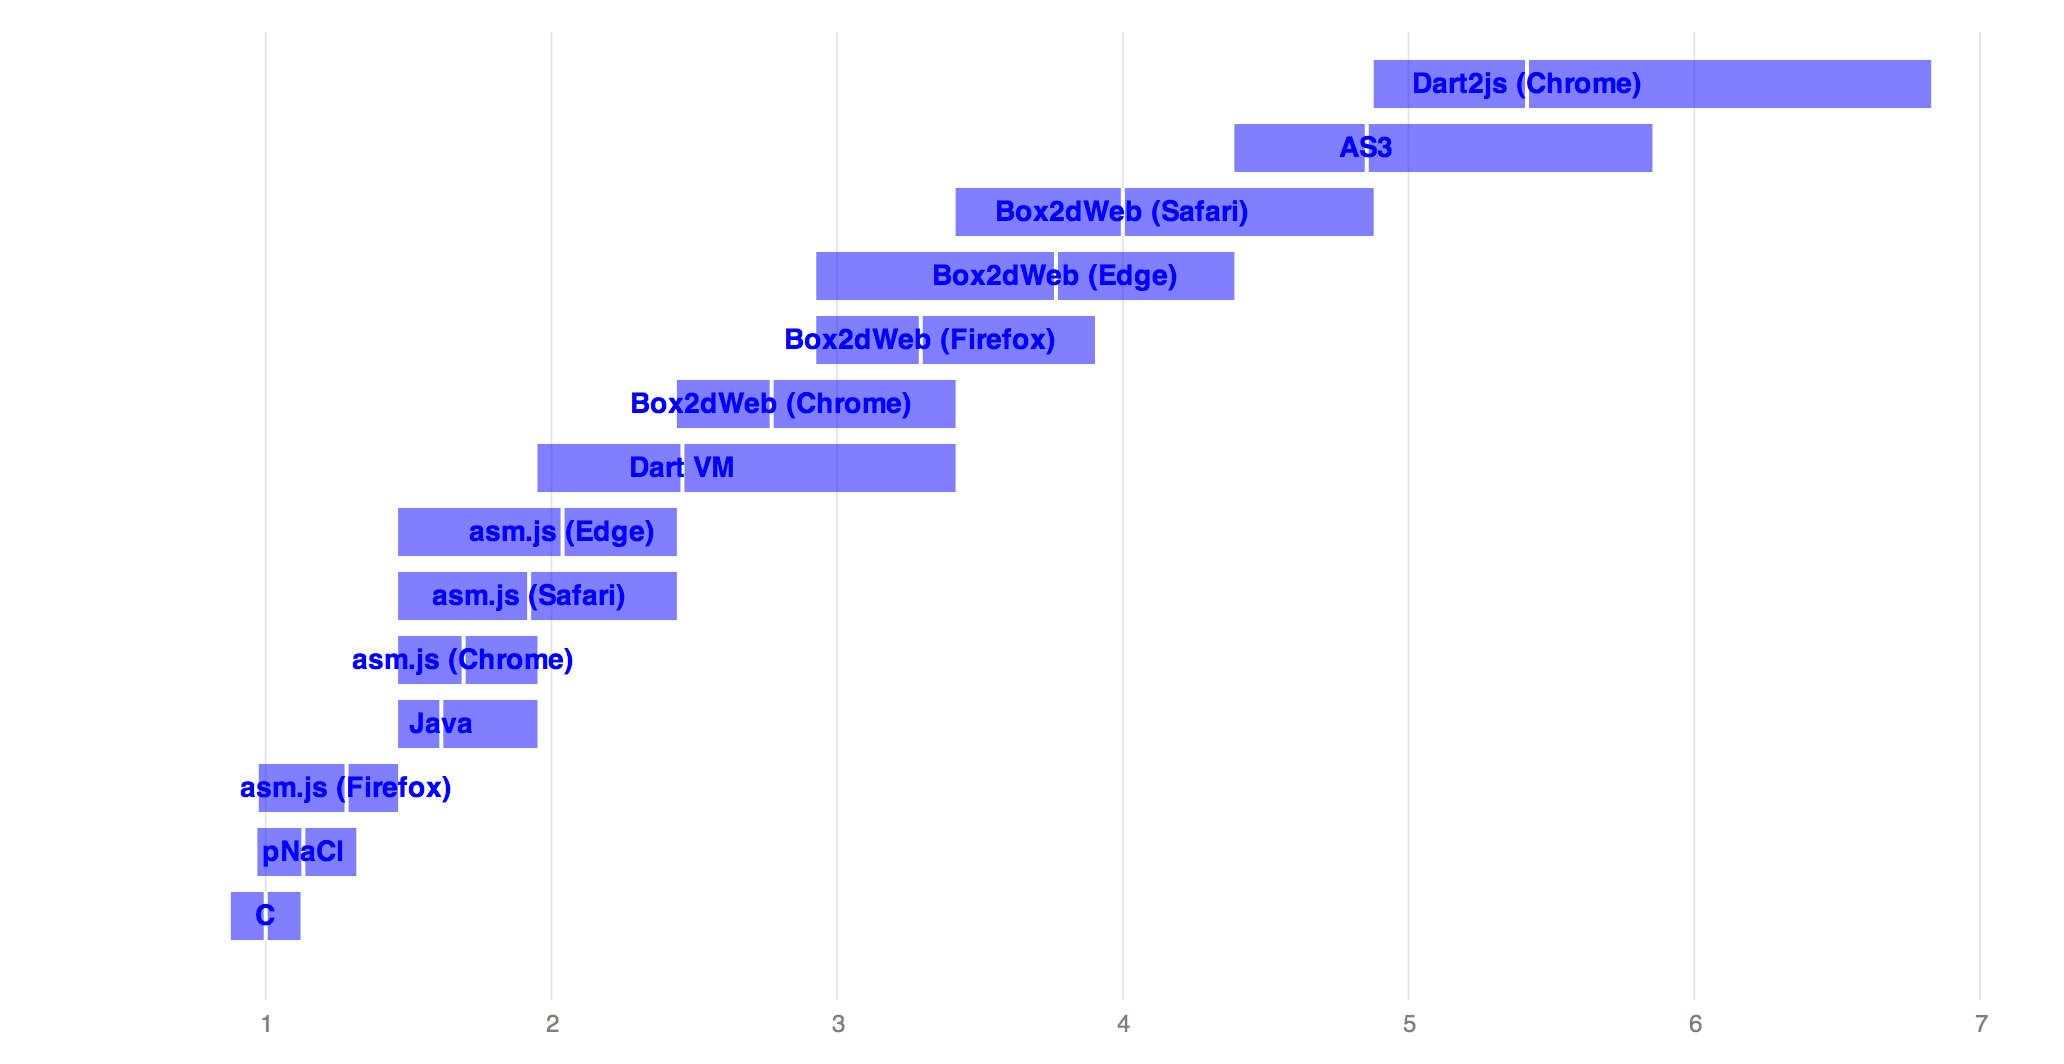 Dart2js (Chrome)
AS3
Box2dWeb (Safari)
Box2dWeb (Edge)
Box2dWeb (Firefox)
Box2dWeb (Chrome)
Dart VM
asm.js (Edge)
asm.js (Safari)
asm.js (Chrome)
Java
asm.js (Firefox)
pNaCl
C
1 2 3 4 5 6 7